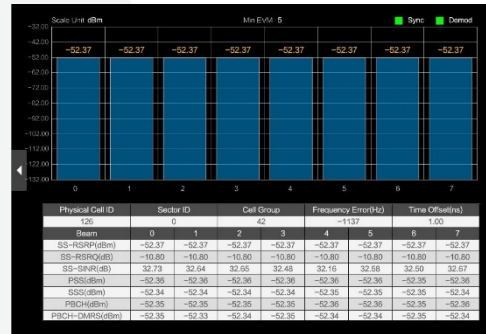 Scale Unit dBm Min EVM 5 Sync Demod
-32.00
-42.00
-52.37 -52.37 -52.37 -52.37 -52.37 -52.37 -52.37 -52.37
-52.00
-62.00
-72.00
-82.00
-92.00
-102.00
-112.00
-122.00
-132.00
0 1 2 3 4 5 6 7
Physical Cell ID Sector ID Cell Group Frequency Error(Hz) Time Offset(ns)
126 0 42 -1137 1.00
Beam 0 1 2 3 4 5 6 7
SS-RSRP(dBm) -52.37 -52.37 -52.37 -52.37 -52.37 -52.37 -52.37 -52.37
SS-RSRQ(dB) -10.80 -10.80 -10.80 -10.80 -10.80 -10.80 -10.80 -10.80
SS-SINR(dB) 32.73 32.64 32.65 32.48 32.16 32.58 32.50 32.67
PSS(dBm) -52.36 -52.36 -52.36 -52.36 -52.36 -52.36 -52.36 -52.36
SSS(dBm) -52.34 -52.34 -52.34 -52.34 -52.35 -52.34 -52.34 -52.34
PBCH(dBm) -52.35 -52.35 -52.35 -52.36 -52.35 -52.36 -52.35 -52.36
PBCH-DMRS(dBm) -52.35 -52.33 -52.34 -52.35 -52.35 -52.35 -52.35 -52.34